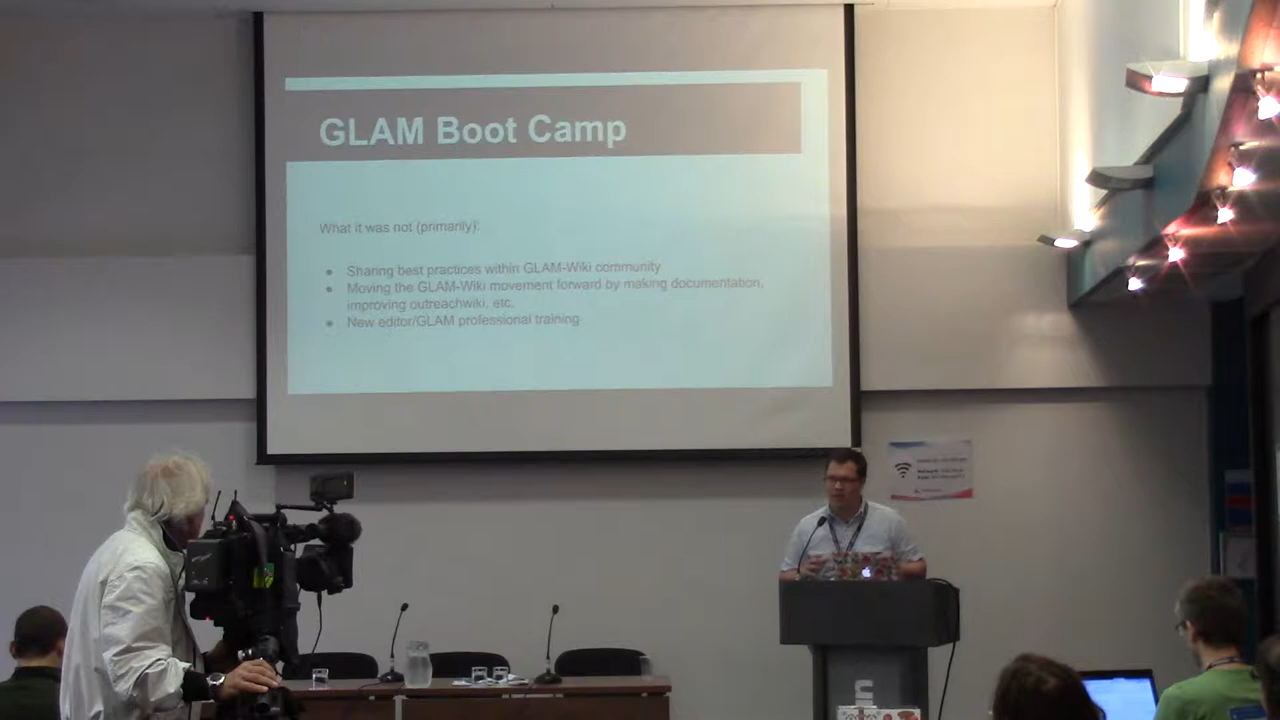 GLAM Boot Camp
What it was not (primarily):
● Sharing best practices within GLAM-Wiki community
● Moving the GLAM-Wiki movement forward by making documentation,
improving outreachwiki, etc.
● New editor/GLAM professional training